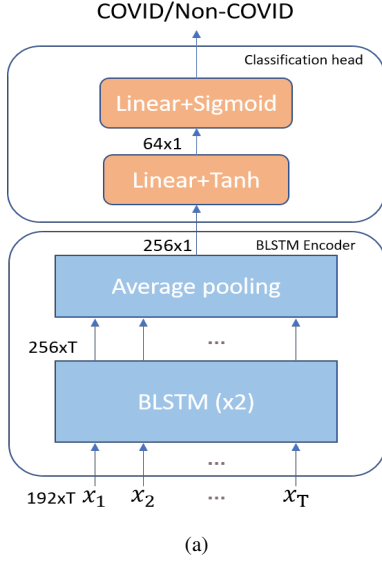 COVID/Non-COVID
Classification head
Linear+Sigmoid
64x1
Linear+Tanh
256x1
BLSTM Encoder
Average pooling
256xT
...
BLSTM (x2)
...
192xT x₁ x₂ ... x_T
(a)